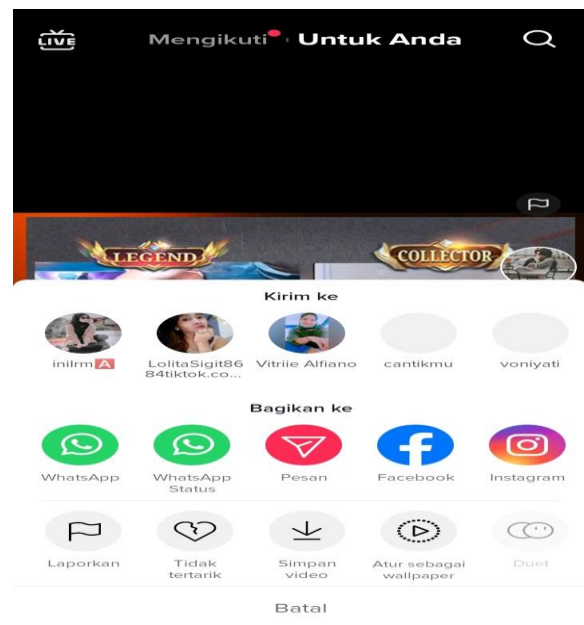 LIVE
Mengikuti Untuk Anda
LEGEND
COLLECTOR
Kirim ke
inilrm🅰
LolitaSigit86
84tiktok.co...
Vitriie Alfiano
cantikmu
voniyati
Bagikan ke
WhatsApp
WhatsApp
Status
Pesan
Facebook
Instagram
Laporkan
Tidak
tertarik
Simpan
video
Atur sebagai
wallpaper
Duet
Batal